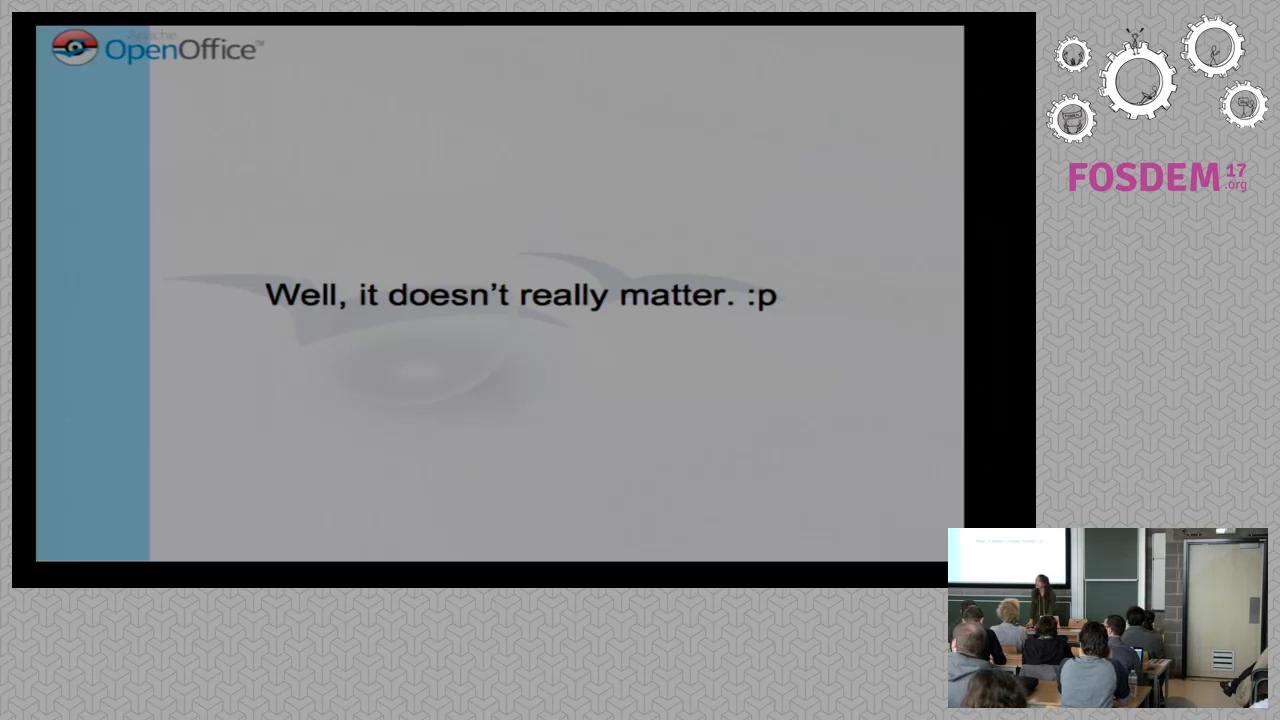 Apache
OpenOffice™
Well, it doesn't really matter. :p
FOSDEM 17
.org